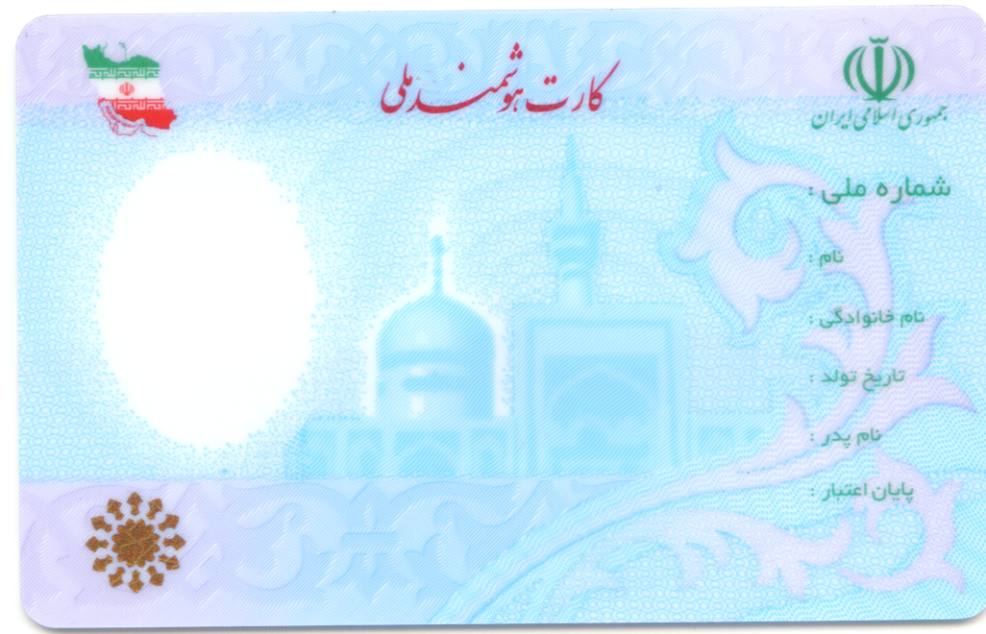 کارت هوشمند ملی
جمهوری اسلامی ایران
شماره ملی :
نام :
نام خانوادگی :
تاریخ تولد :
نام پدر :
پایان اعتبار :